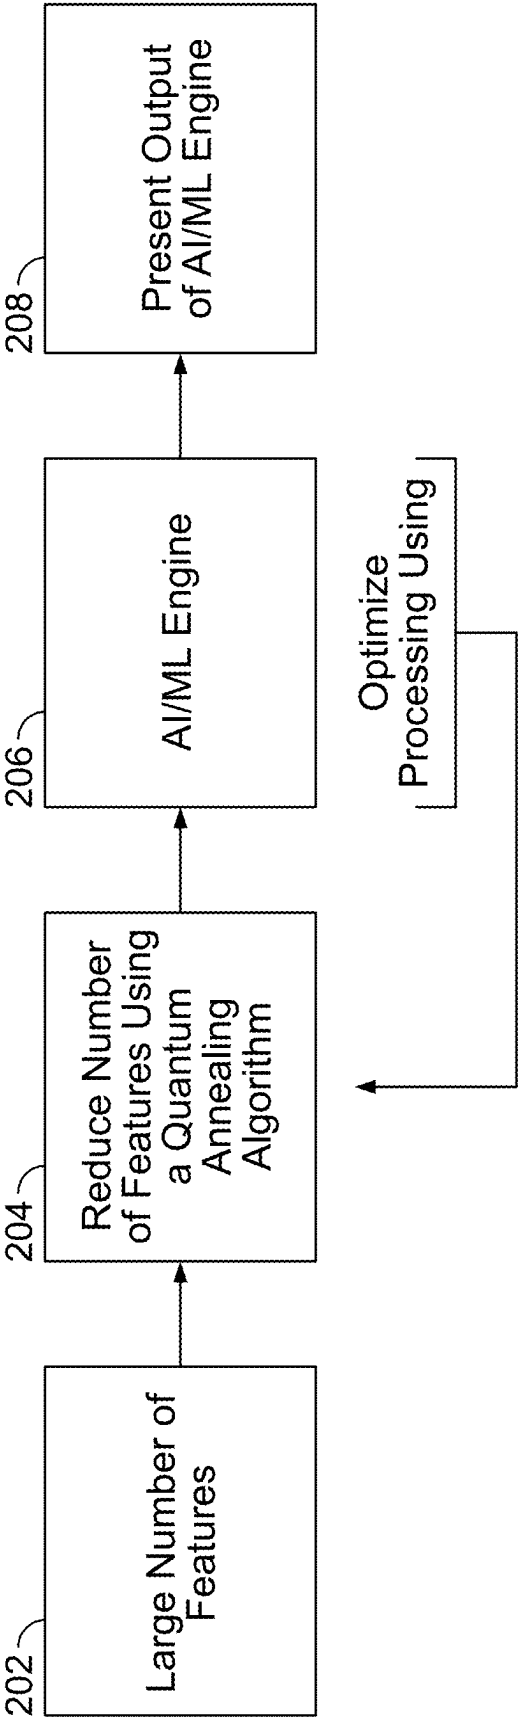 202
Large Number of
Features
204
Reduce Number
of Features Using
a Quantum
Annealing
Algorithm
206
AI/ML Engine
Optimize
Processing Using
208
Present Output
of AI/ML Engine